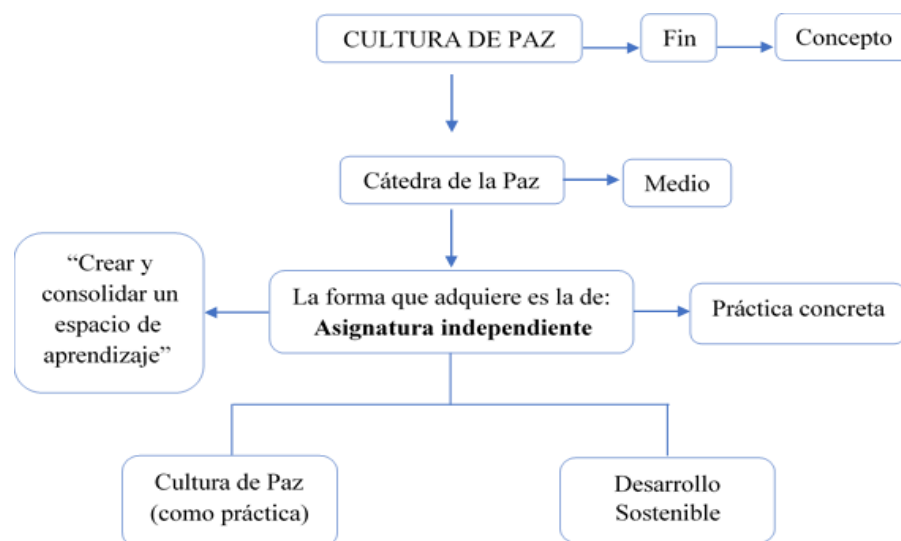 CULTURA DE PAZ
Fin
Concepto
Cátedra de la Paz
Medio
“Crear y
consolidar un
espacio de
aprendizaje”
La forma que adquiere es la de:
Asignatura independiente
Práctica concreta
Cultura de Paz
(como práctica)
Desarrollo
Sostenible